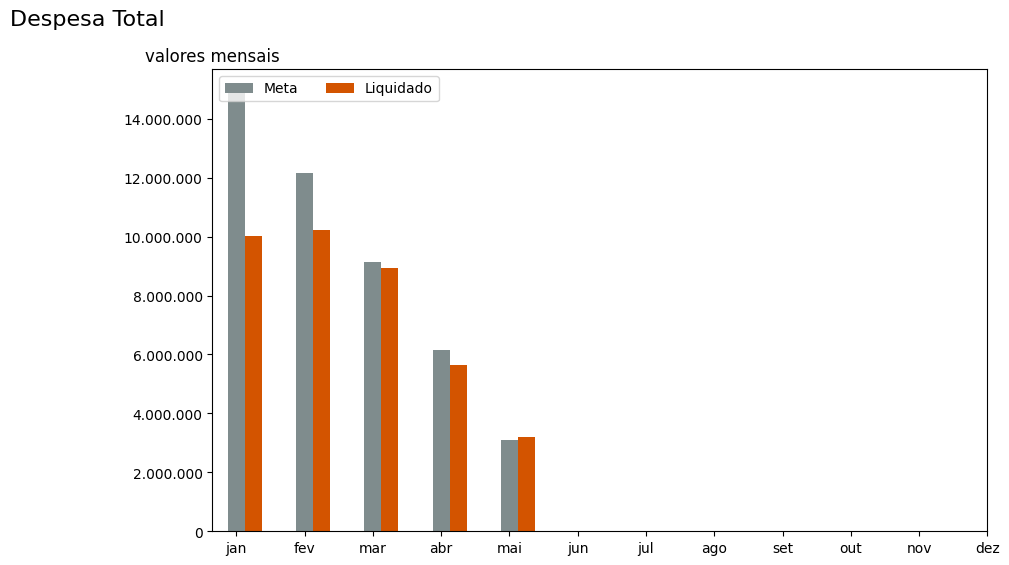 Despesa Total
valores mensais
Meta Liquidado
14.000.000
12.000.000
10.000.000
8.000.000
6.000.000
4.000.000
2.000.000
0
jan fev mar abr mai jun jul ago set out nov dez